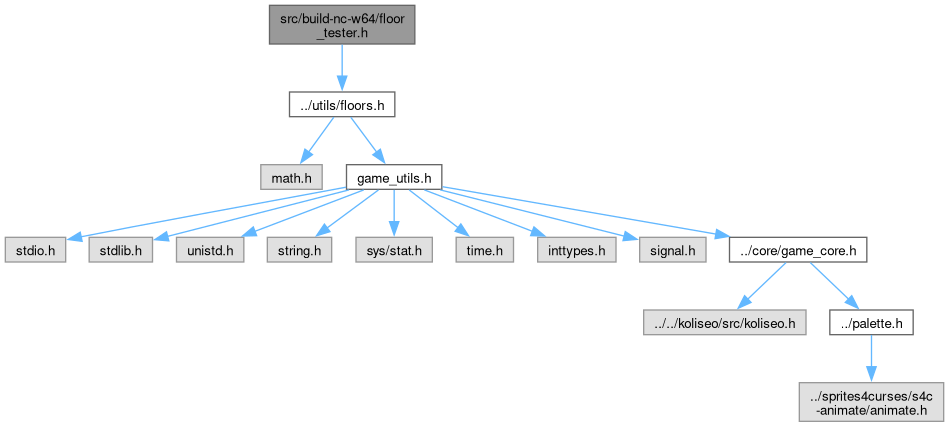 src/build-nc-w64/floor
_tester.h
../utils/floors.h
math.h
game_utils.h
stdio.h
stdlib.h
unistd.h
string.h
sys/stat.h
time.h
inttypes.h
signal.h
../core/game_core.h
../../koliseo/src/koliseo.h
../palette.h
../sprites4curses/s4c
-animate/animate.h